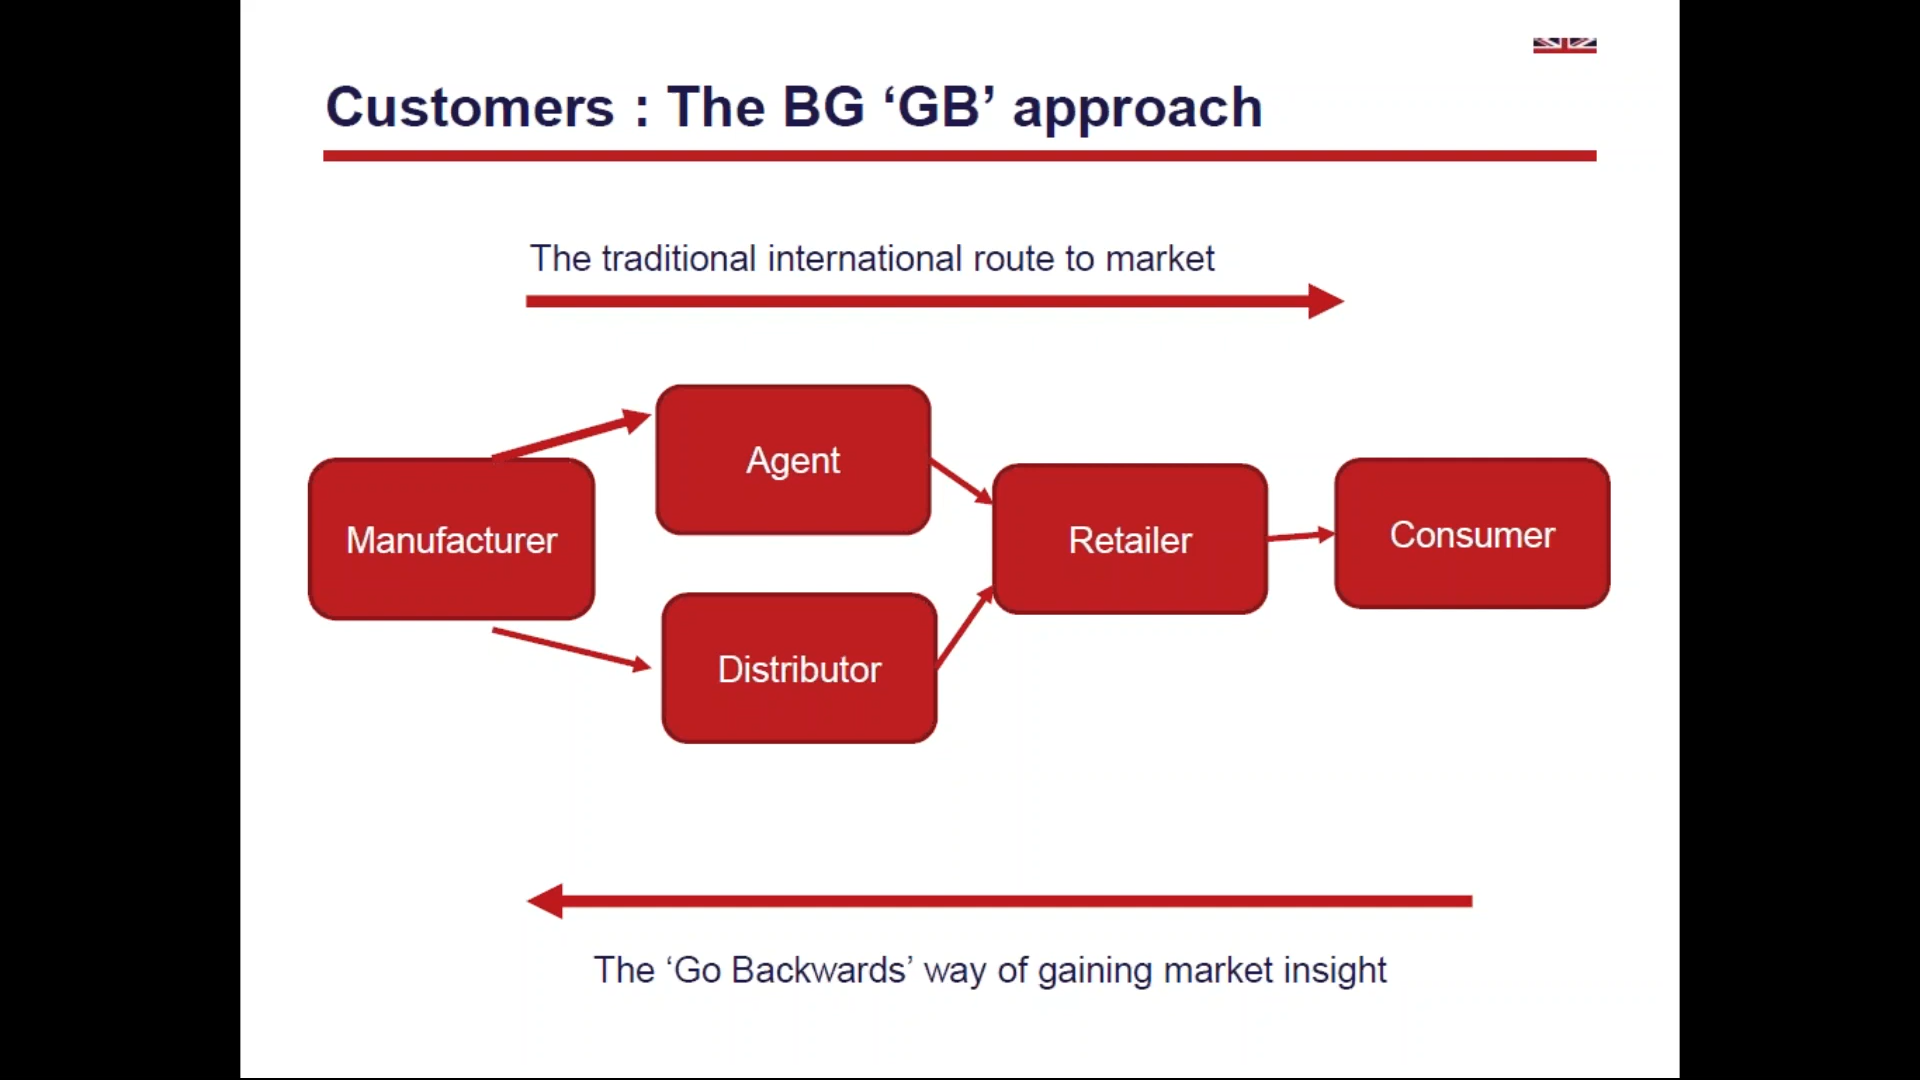 Customers : The BG ‘GB’ approach
The traditional international route to market
Agent
Manufacturer
Retailer
Consumer
Distributor
The ‘Go Backwards’ way of gaining market insight